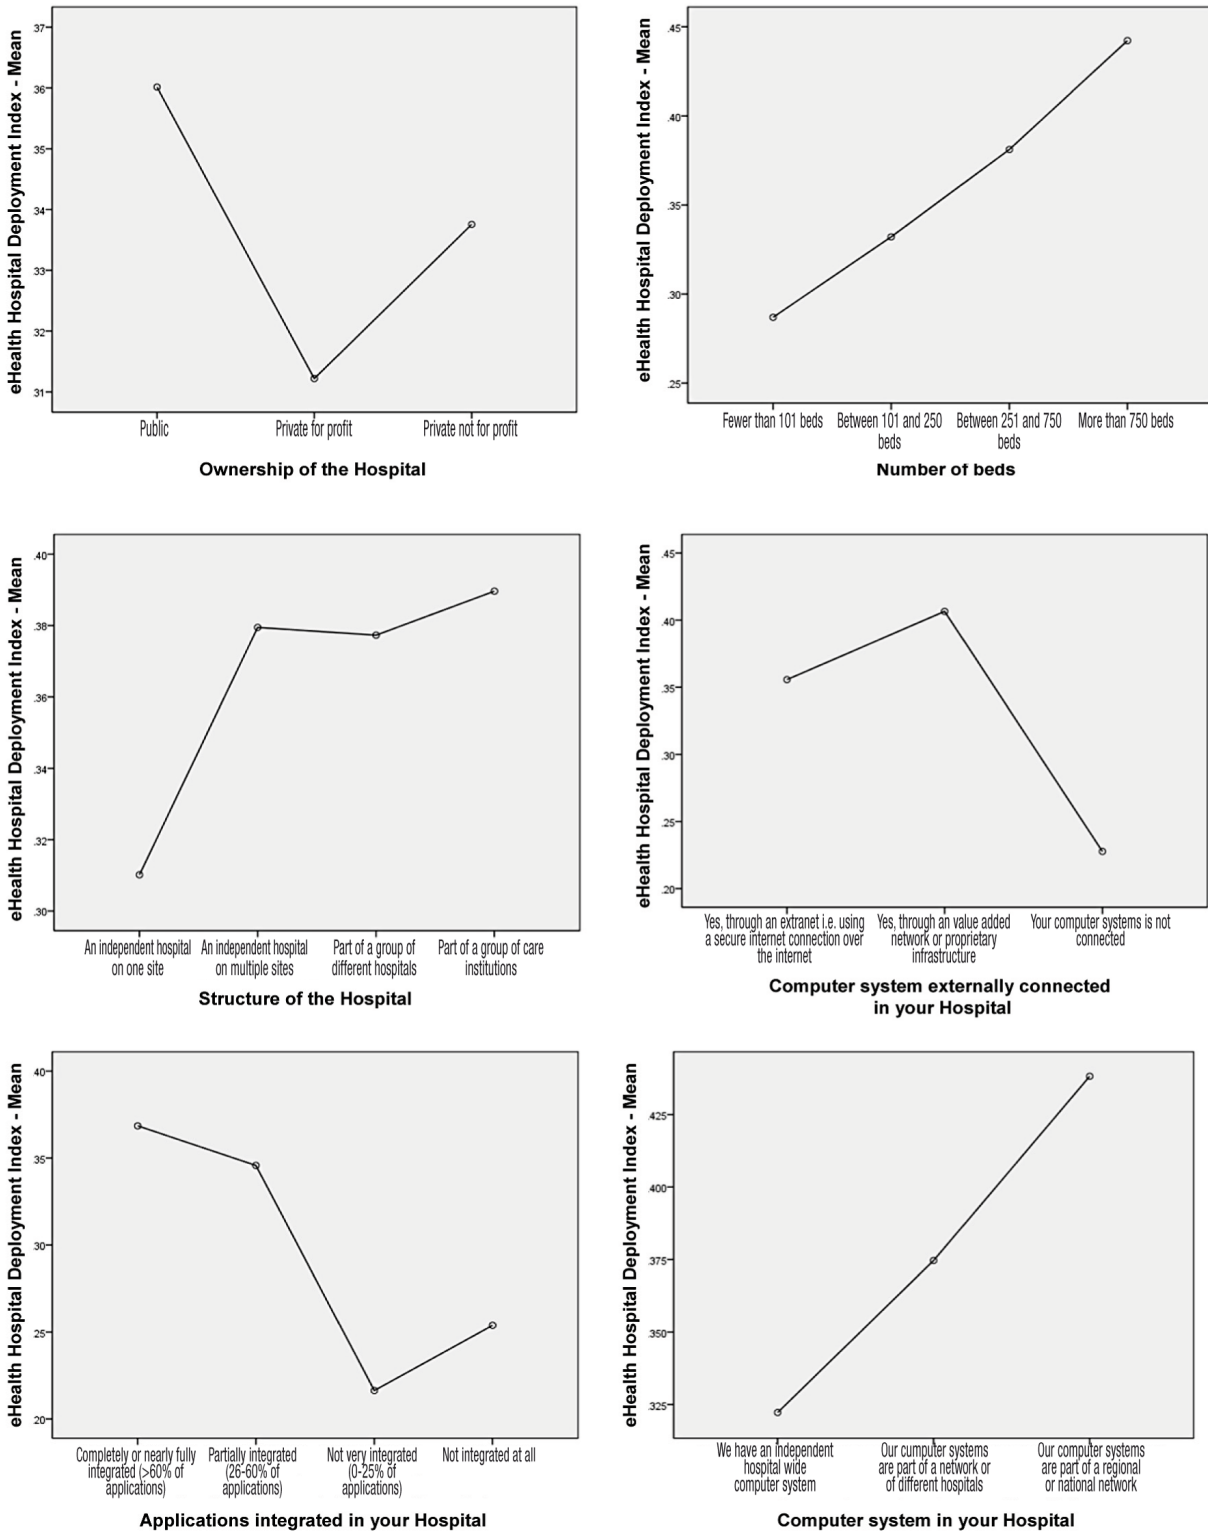 eHealth Hospital Deployment Index - Mean
.37
.36
.35
.34
.33
.32
.31
Public
Private for profit
Private not for profit
Ownership of the Hospital
eHealth Hospital Deployment Index - Mean
.45
.40
.35
.30
.25
Fewer than 101 beds
Between 101 and 250
beds
Between 251 and 750
beds
More than 750 beds
Number of beds
eHealth Hospital Deployment Index - Mean
.40
.38
.36
.34
.32
.30
An independent hospital
on one site
An independent hospital
on multiple sites
Part of a group of
different hospitals
Part of a group of care
institutions
Structure of the Hospital
eHealth Hospital Deployment Index - Mean
.45
.40
.35
.30
.25
.20
Yes, through an extranet i.e. using
a secure internet connection over
the internet
Yes, through an value added
network or proprietary
infrastructure
Your computer systems is not
connected
Computer system externally connected
in your Hospital
eHealth Hospital Deployment Index - Mean
.40
.35
.30
.25
.20
Completely or nearly fully
integrated (>60% of
applications)
Partially integrated
(26-60% of
applications)
Not very integrated
(0-25% of
applications)
Not integrated at all
Applications integrated in your Hospital
eHealth Hospital Deployment Index - Mean
.425
.400
.375
.350
.325
We have an independent
hospital wide
computer system
Our cumputer systems
are part of a network or
of different hospitals
Our computer systems
are part of a regional
or national network
Computer system in your Hospital